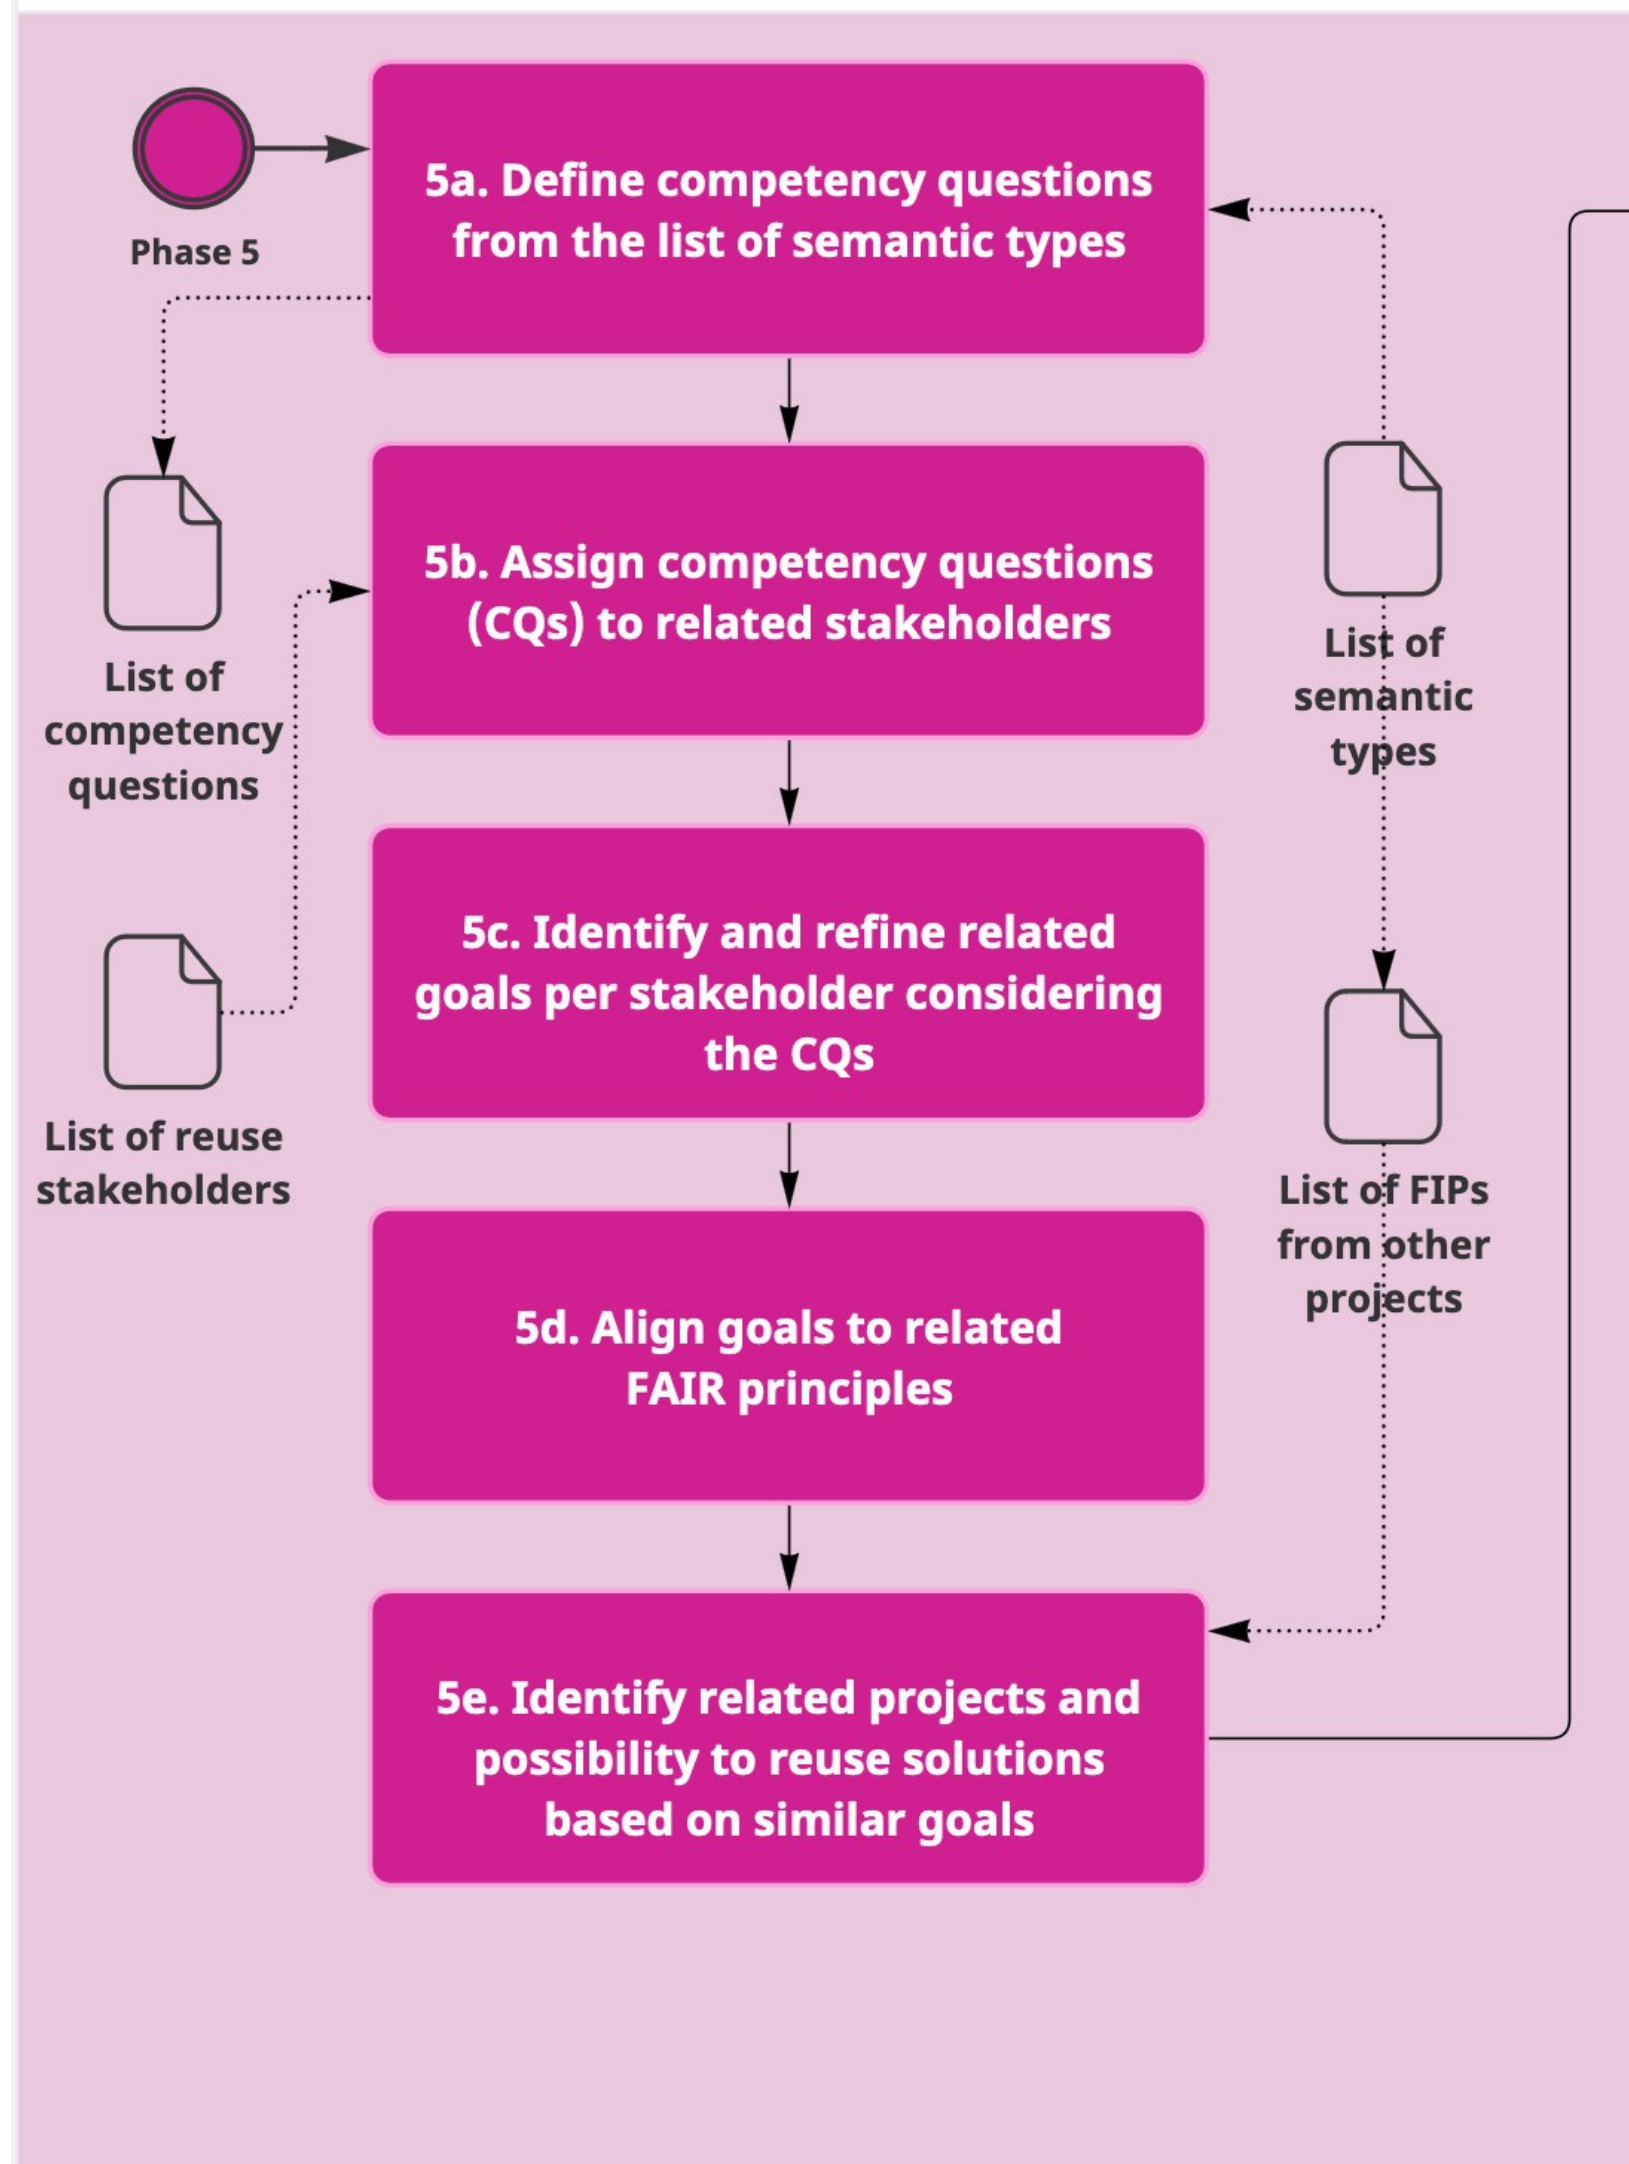 Phase 5
5a. Define competency questions
from the list of semantic types
5b. Assign competency questions
(CQs) to related stakeholders
List of
competency
questions
List of
semantic
types
5c. Identify and refine related
goals per stakeholder considering
the CQs
List of reuse
stakeholders
List of FIPs
from other
projects
5d. Align goals to related
FAIR principles
5e. Identify related projects and
possibility to reuse solutions
based on similar goals